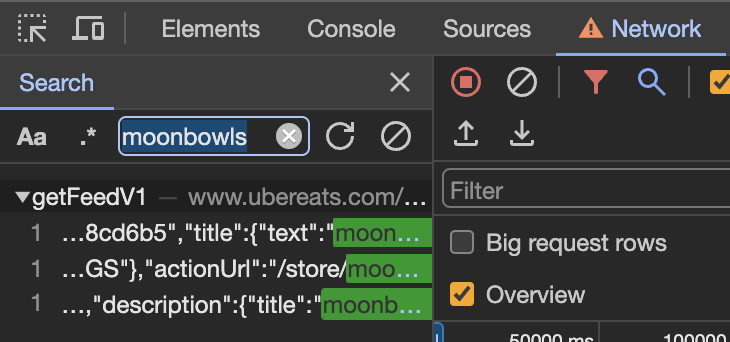 Elements Console Sources Network
Search
Aa .* moonbowls
Filter
getFeedV1 — www.ubereats.com/…
1 …8cd6b5","title":{"text":"moon…
1 …GS"},"actionUrl":"/store/moo…
1 …,"description":{"title":"moonb…
Big request rows
Overview
50000 ms 100000